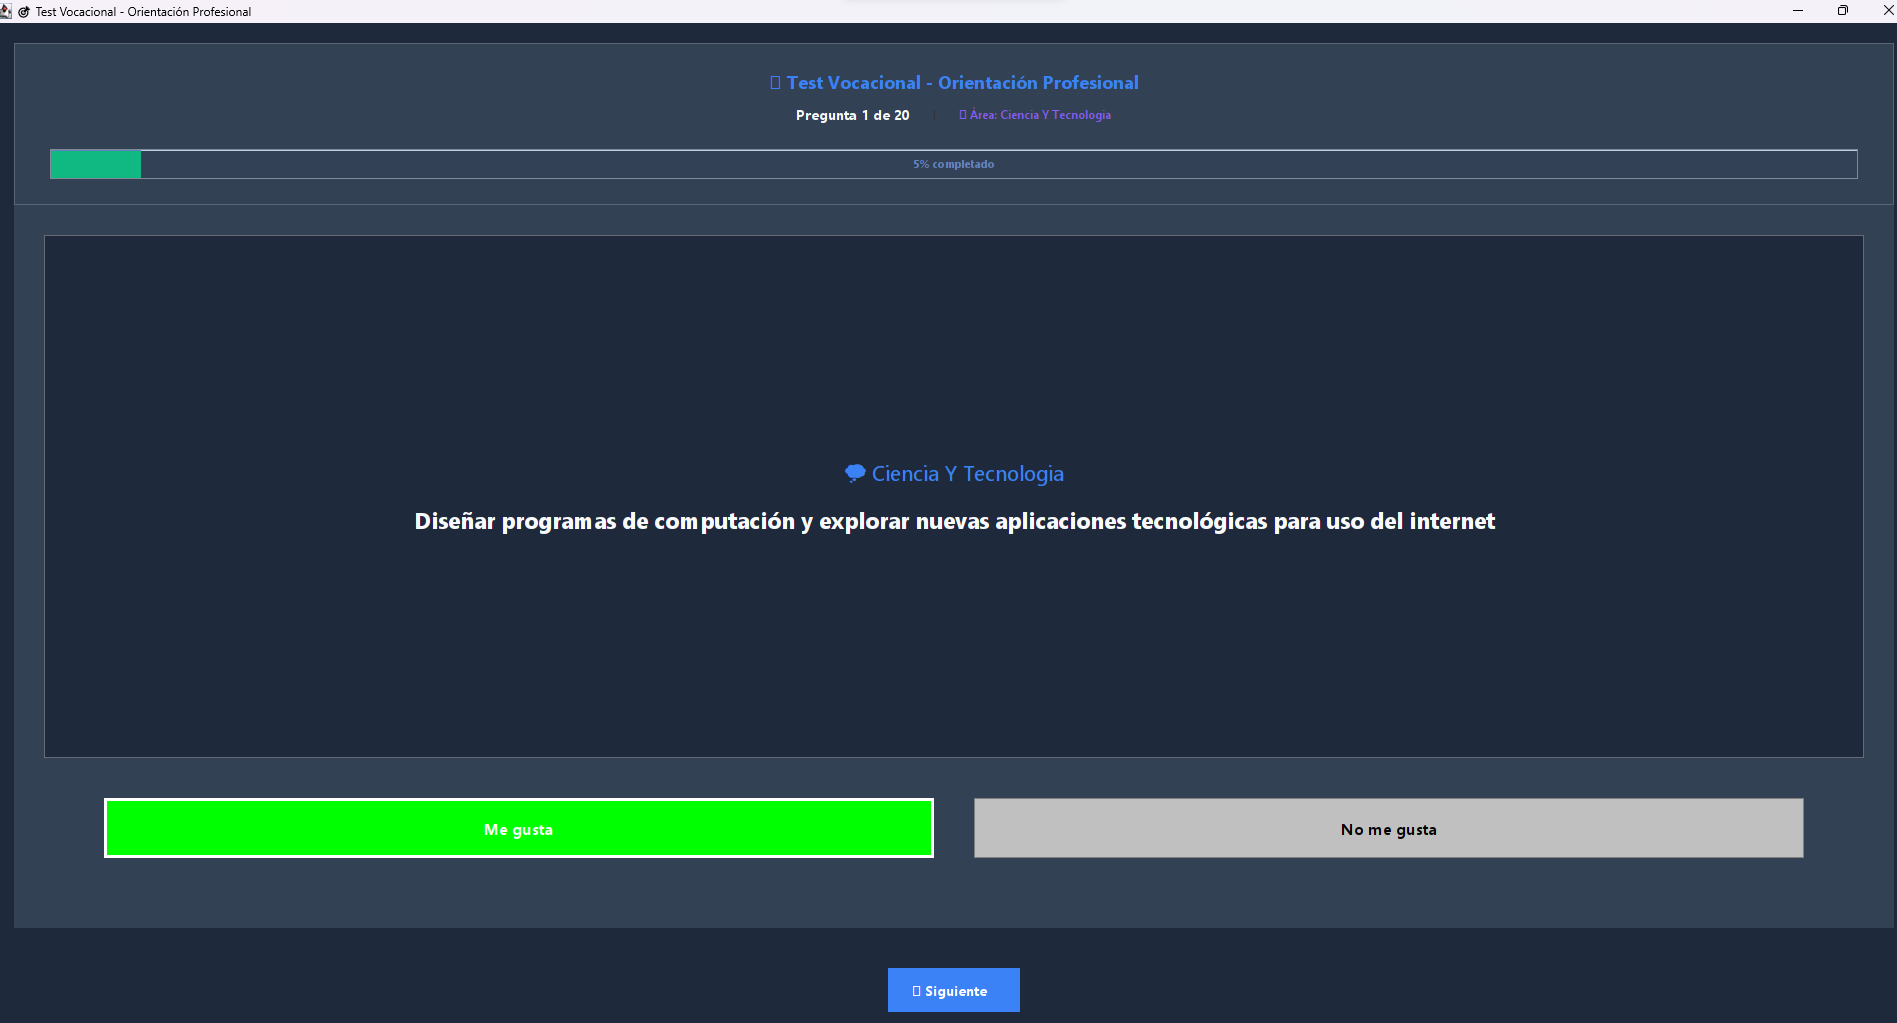 Test Vocacional - Orientación Profesional
Test Vocacional - Orientación Profesional
Pregunta 1 de 20 | Área: Ciencia Y Tecnologia
5% completado
Ciencia Y Tecnologia
Diseñar programas de computación y explorar nuevas aplicaciones tecnológicas para uso del internet
Me gusta
No me gusta
Siguiente